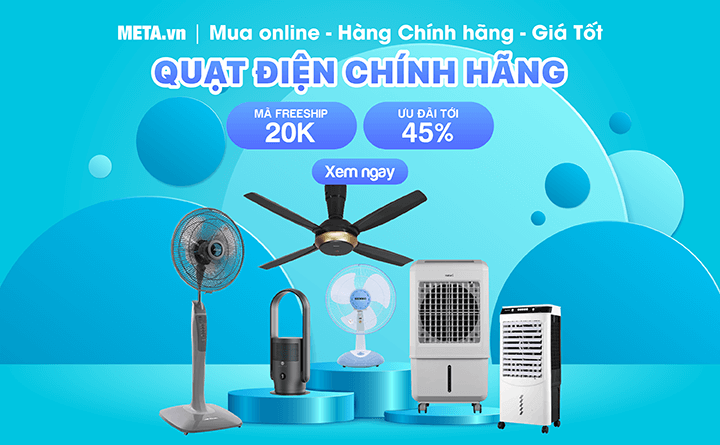 META.vn | Mua online - Hàng Chính hãng - Giá Tốt
QUẠT ĐIỆN CHÍNH HÃNG
MÃ FREESHIP
20K
ƯU ĐÃI TỚI
45%
Xem ngay